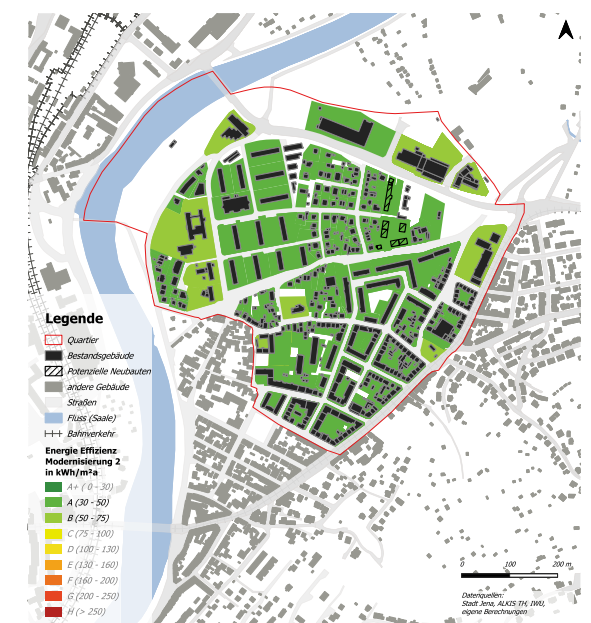 Legende
Quartier
Bestandsgebäude
Potenzielle Neubauten
andere Gebäude
Straßen
Fluss (Saale)
Bahnverkehr
Energie Effizienz
Modernisierung 2
in kWh/m²a
A+ ( 0 - 30)
A (30 - 50)
B (50 - 75)
C (75 - 100)
D (100 - 130)
E (130 - 160)
F (160 - 200)
G (200 - 250)
H (> 250)
0 100 200 m
Datenquellen:
Stadt Jena, ALKIS TH, IWU,
eigene Berechnungen